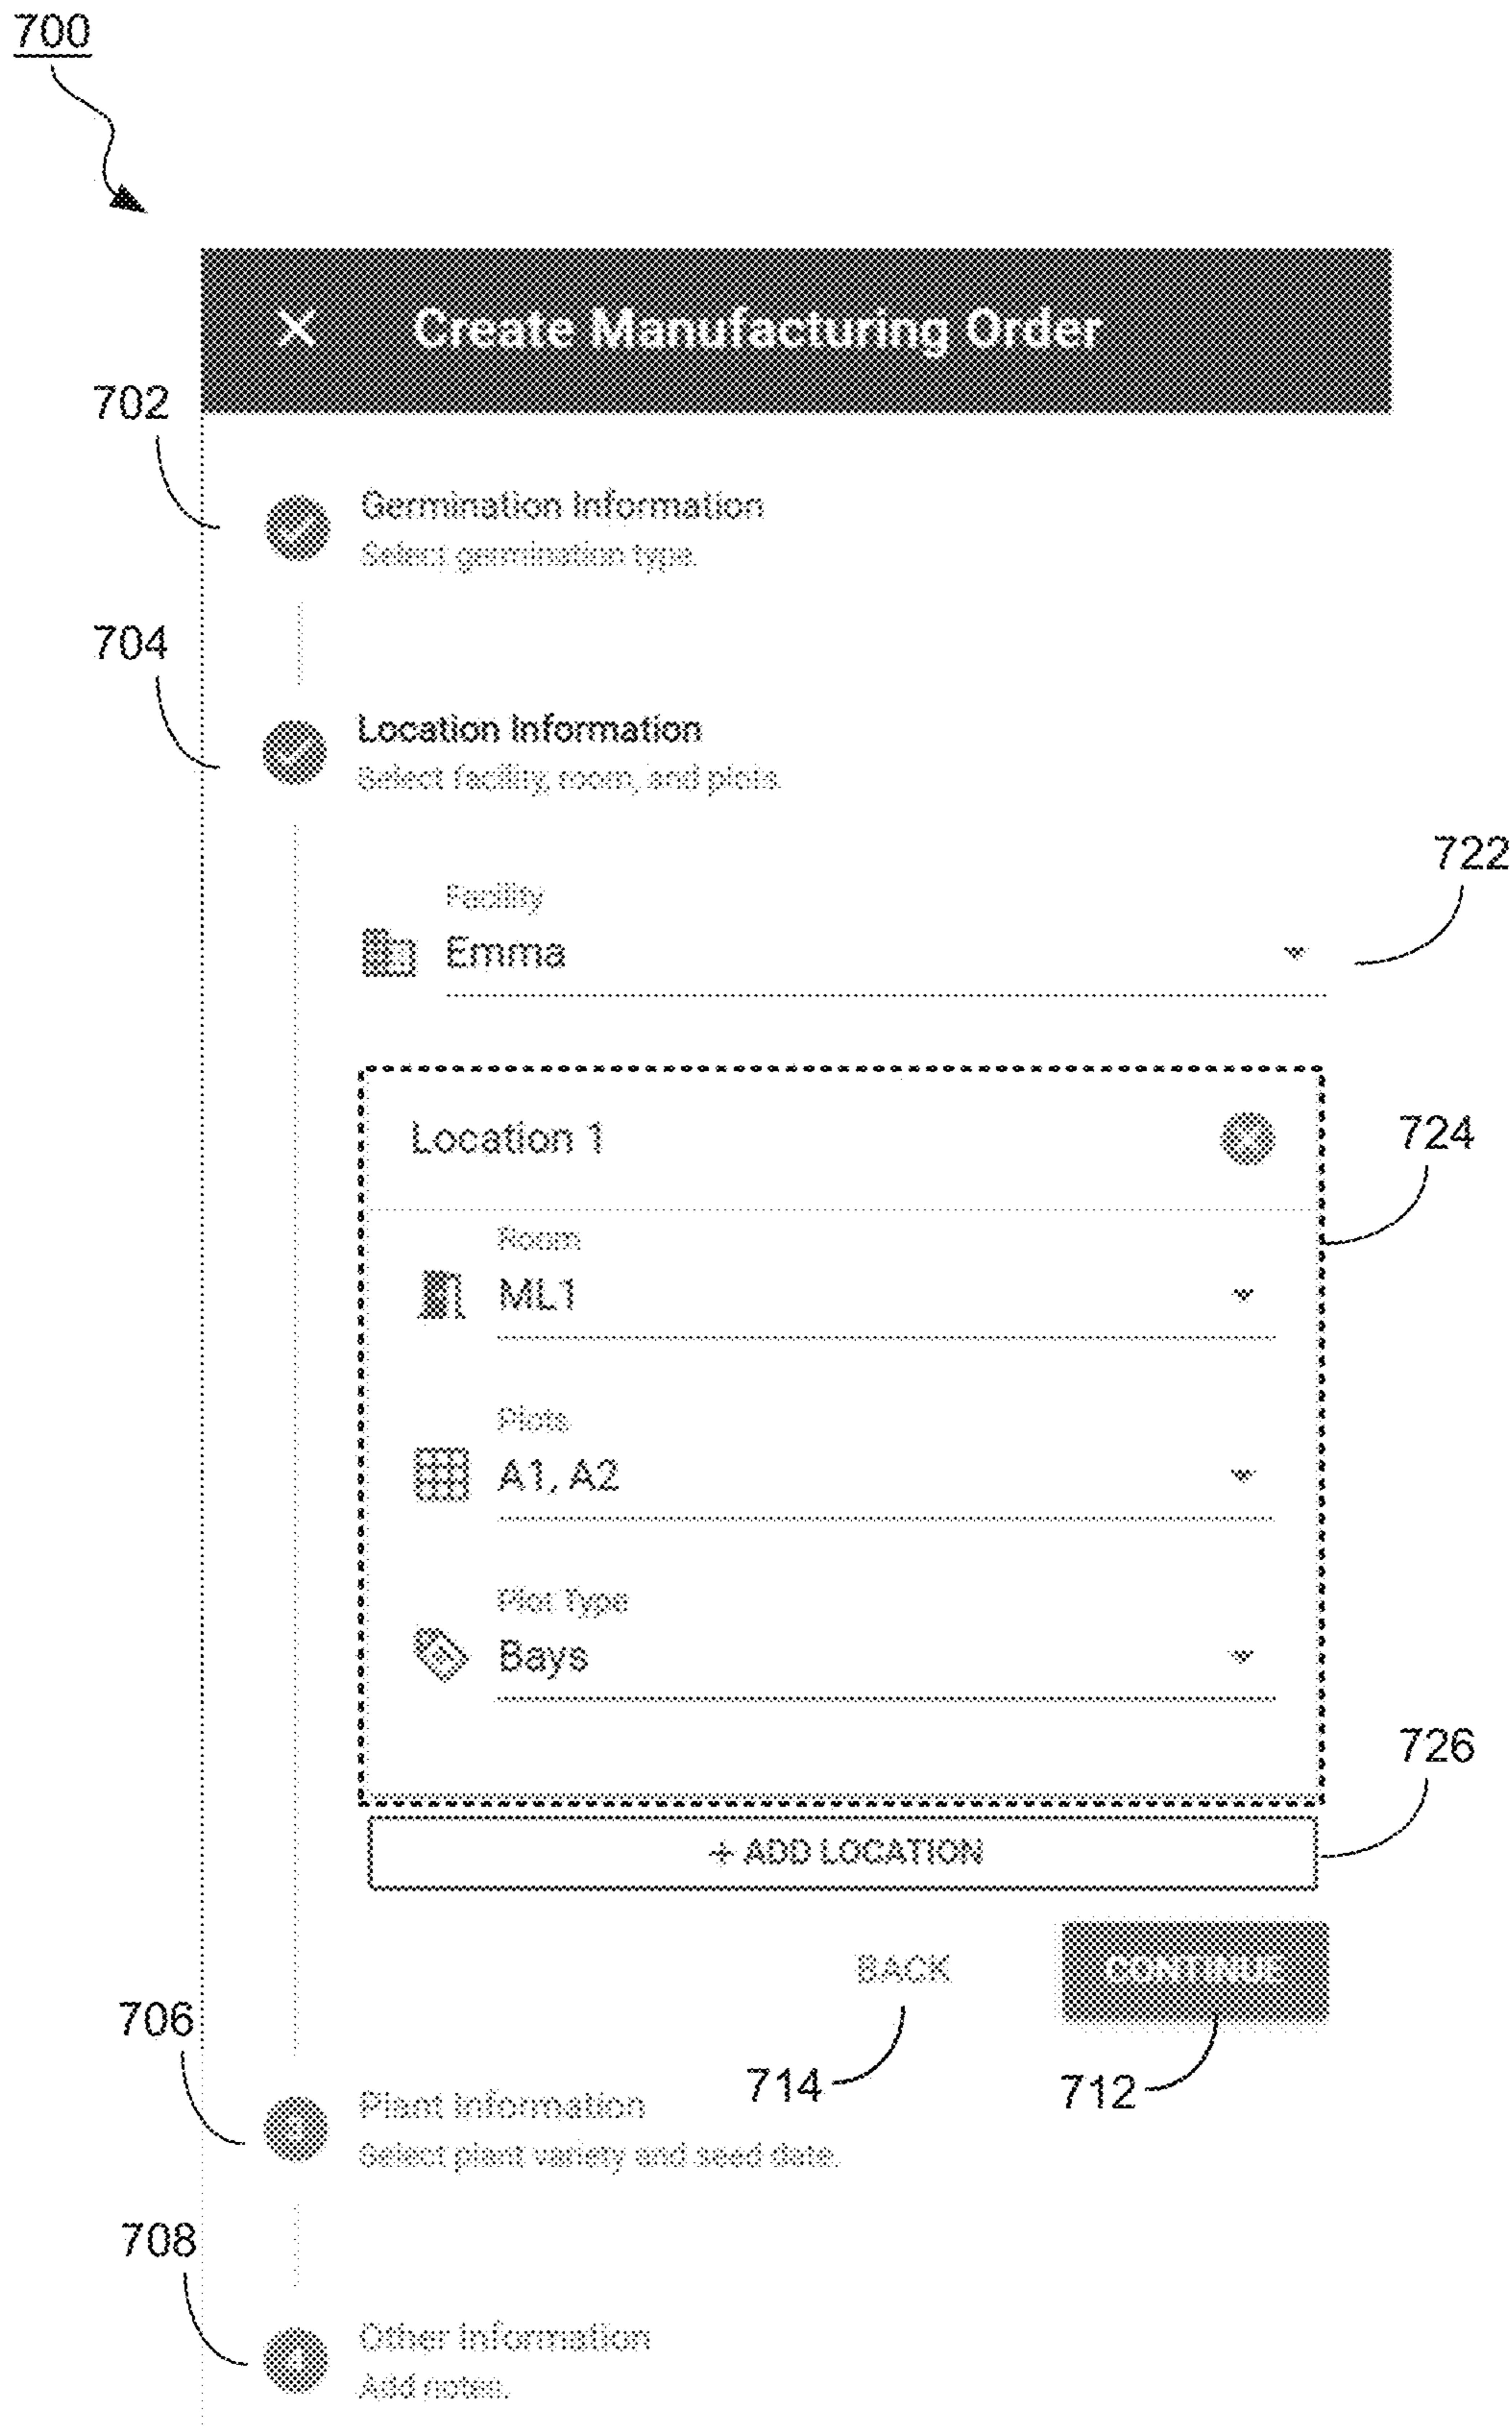 700
Create Manufacturing Order
702
Germination Information
Select germination type.
704
Location Information
Select facility, room, and plots.
722
Facility
Emma
Location 1
724
Room
ML1
Plots
A1, A2
Plot Type
Bays
726
+ ADD LOCATION
BACK
CONTINUE
706
714
712
Plant Information
Select plant variety and seed date.
708
Other Information
Add notes.